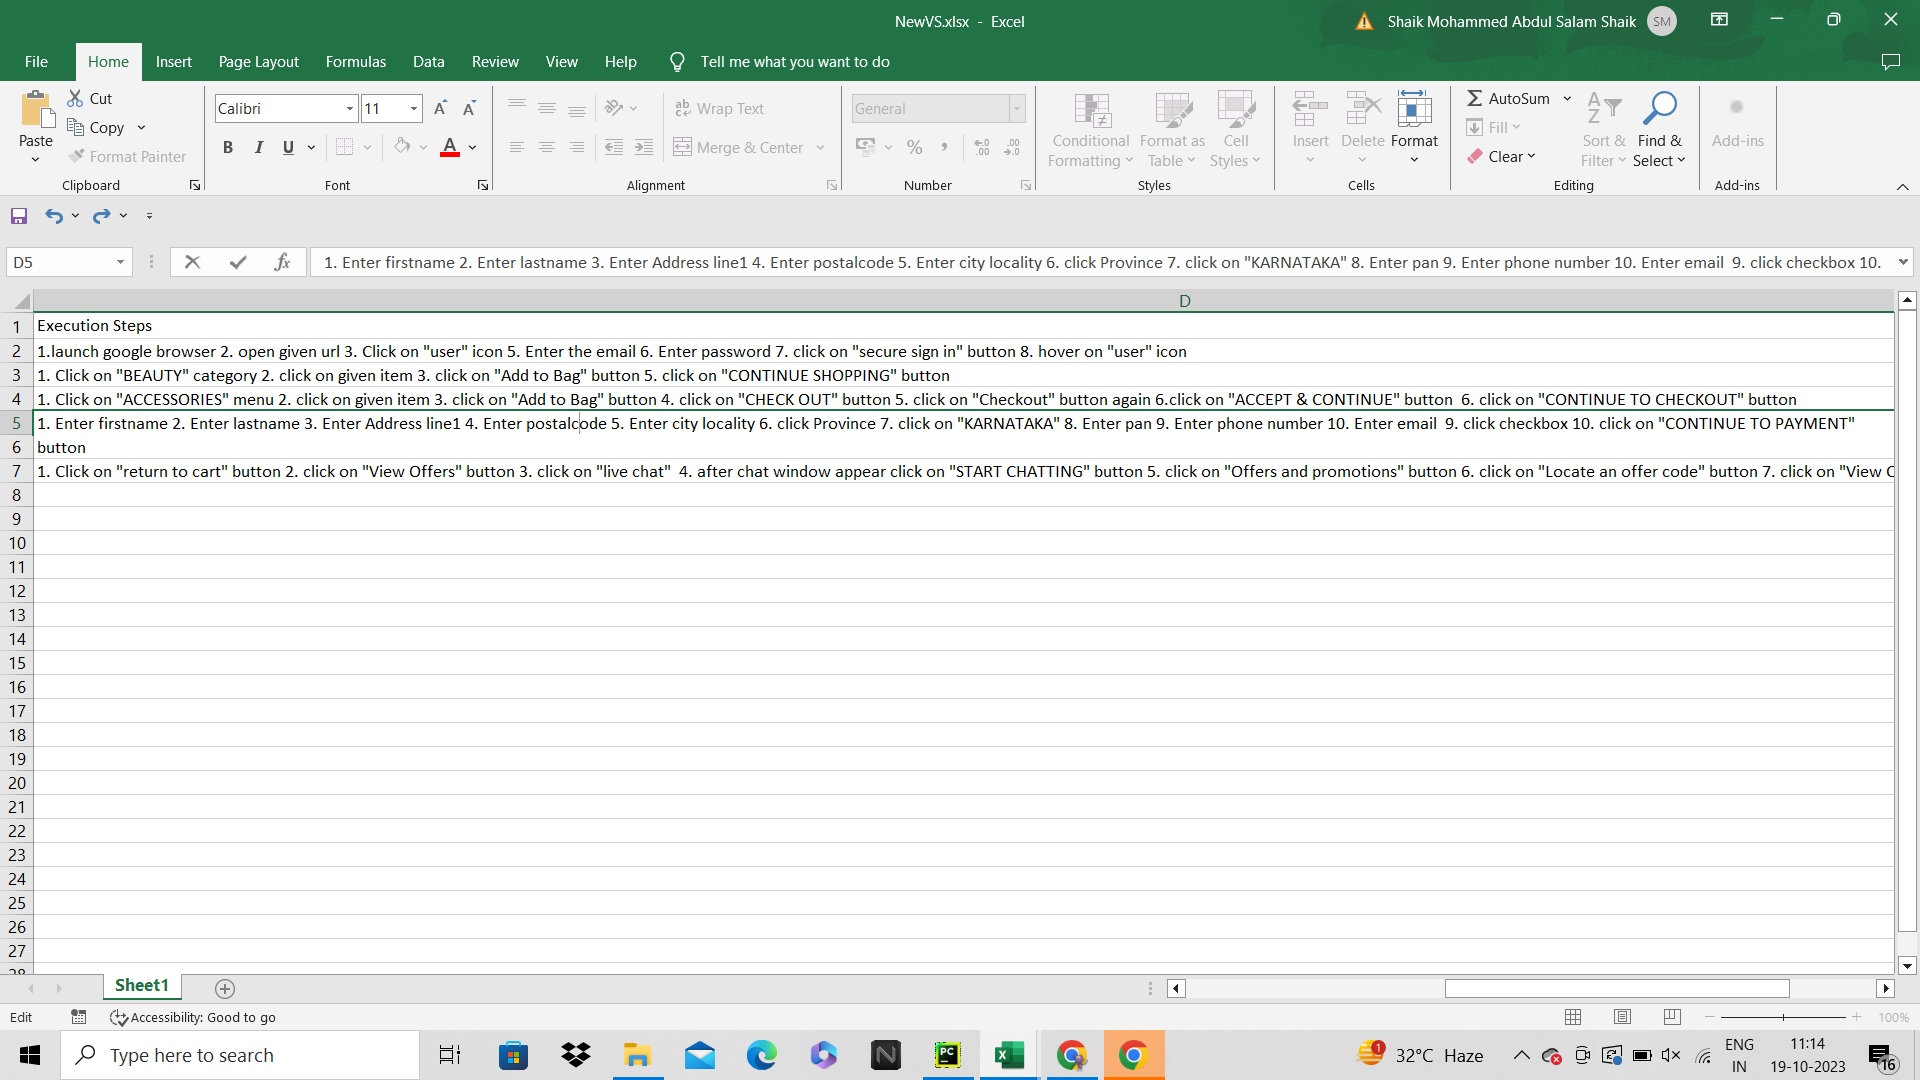 NewVS.xlsx - Excel
Shaik Mohammed Abdul Salam Shaik
SM
File Home Insert Page Layout Formulas Data Review View Help Tell me what you want to do
Paste
Cut
Copy
Format Painter
Clipboard
Calibri 11
B I U A
Font
Wrap Text
Merge & Center
Alignment
General
Number
Conditional Formatting
Format as Table
Cell Styles
Styles
Insert
Delete
Format
Cells
AutoSum
Fill
Clear
Sort & Filter
Find & Select
Editing
Add-ins
Add-ins
D5
fx
1. Enter firstname 2. Enter lastname 3. Enter Address line1 4. Enter postalcode 5. Enter city locality 6. click Province 7. click on "KARNATAKA" 8. Enter pan 9. Enter phone number 10. Enter email  9. click checkbox 10.
D
1 Execution Steps
2 1.launch google browser 2. open given url 3. Click on "user" icon 5. Enter the email 6. Enter password 7. click on "secure sign in" button 8. hover on "user" icon
3 1. Click on "BEAUTY" category 2. click on given item 3. click on "Add to Bag" button 5. click on "CONTINUE SHOPPING" button
4 1. Click on "ACCESSORIES" menu 2. click on given item 3. click on "Add to Bag" button 4. click on "CHECK OUT" button 5. click on "Checkout" button again 6.click on "ACCEPT & CONTINUE" button  6. click on "CONTINUE TO CHECKOUT" button
5 1. Enter firstname 2. Enter lastname 3. Enter Address line1 4. Enter postalcode 5. Enter city locality 6. click Province 7. click on "KARNATAKA" 8. Enter pan 9. Enter phone number 10. Enter email  9. click checkbox 10. click on "CONTINUE TO PAYMENT"
6 button
7 1. Click on "return to cart" button 2. click on "View Offers" button 3. click on "live chat"  4. after chat window appear click on "START CHATTING" button 5. click on "Offers and promotions" button 6. click on "Locate an offer code" button 7. click on "View
8
9
10
11
12
13
14
15
16
17
18
19
20
21
22
23
24
25
26
27
28
Sheet1
Edit
Accessibility: Good to go
100%
Type here to search
32°C Haze
ENG
IN
11:14
19-10-2023
16